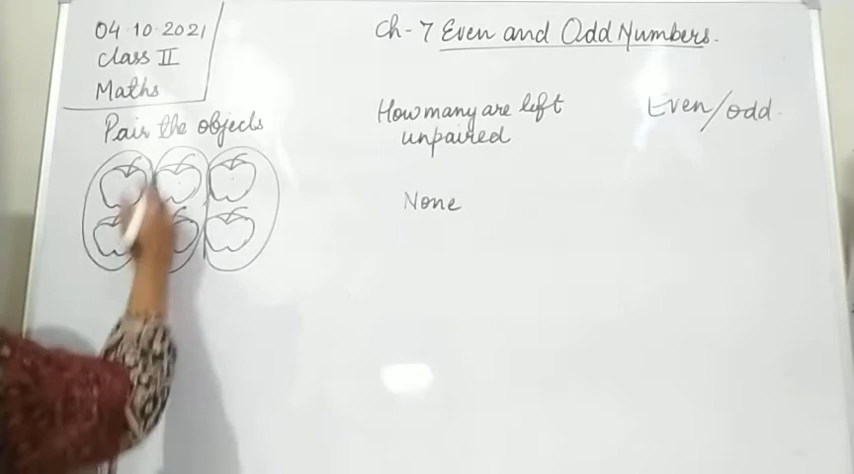 04.10.2021
Class II
Maths
Ch-7 Even and Odd Numbers.
Pair the objects
How many are left
unpaired
Even/odd.
None